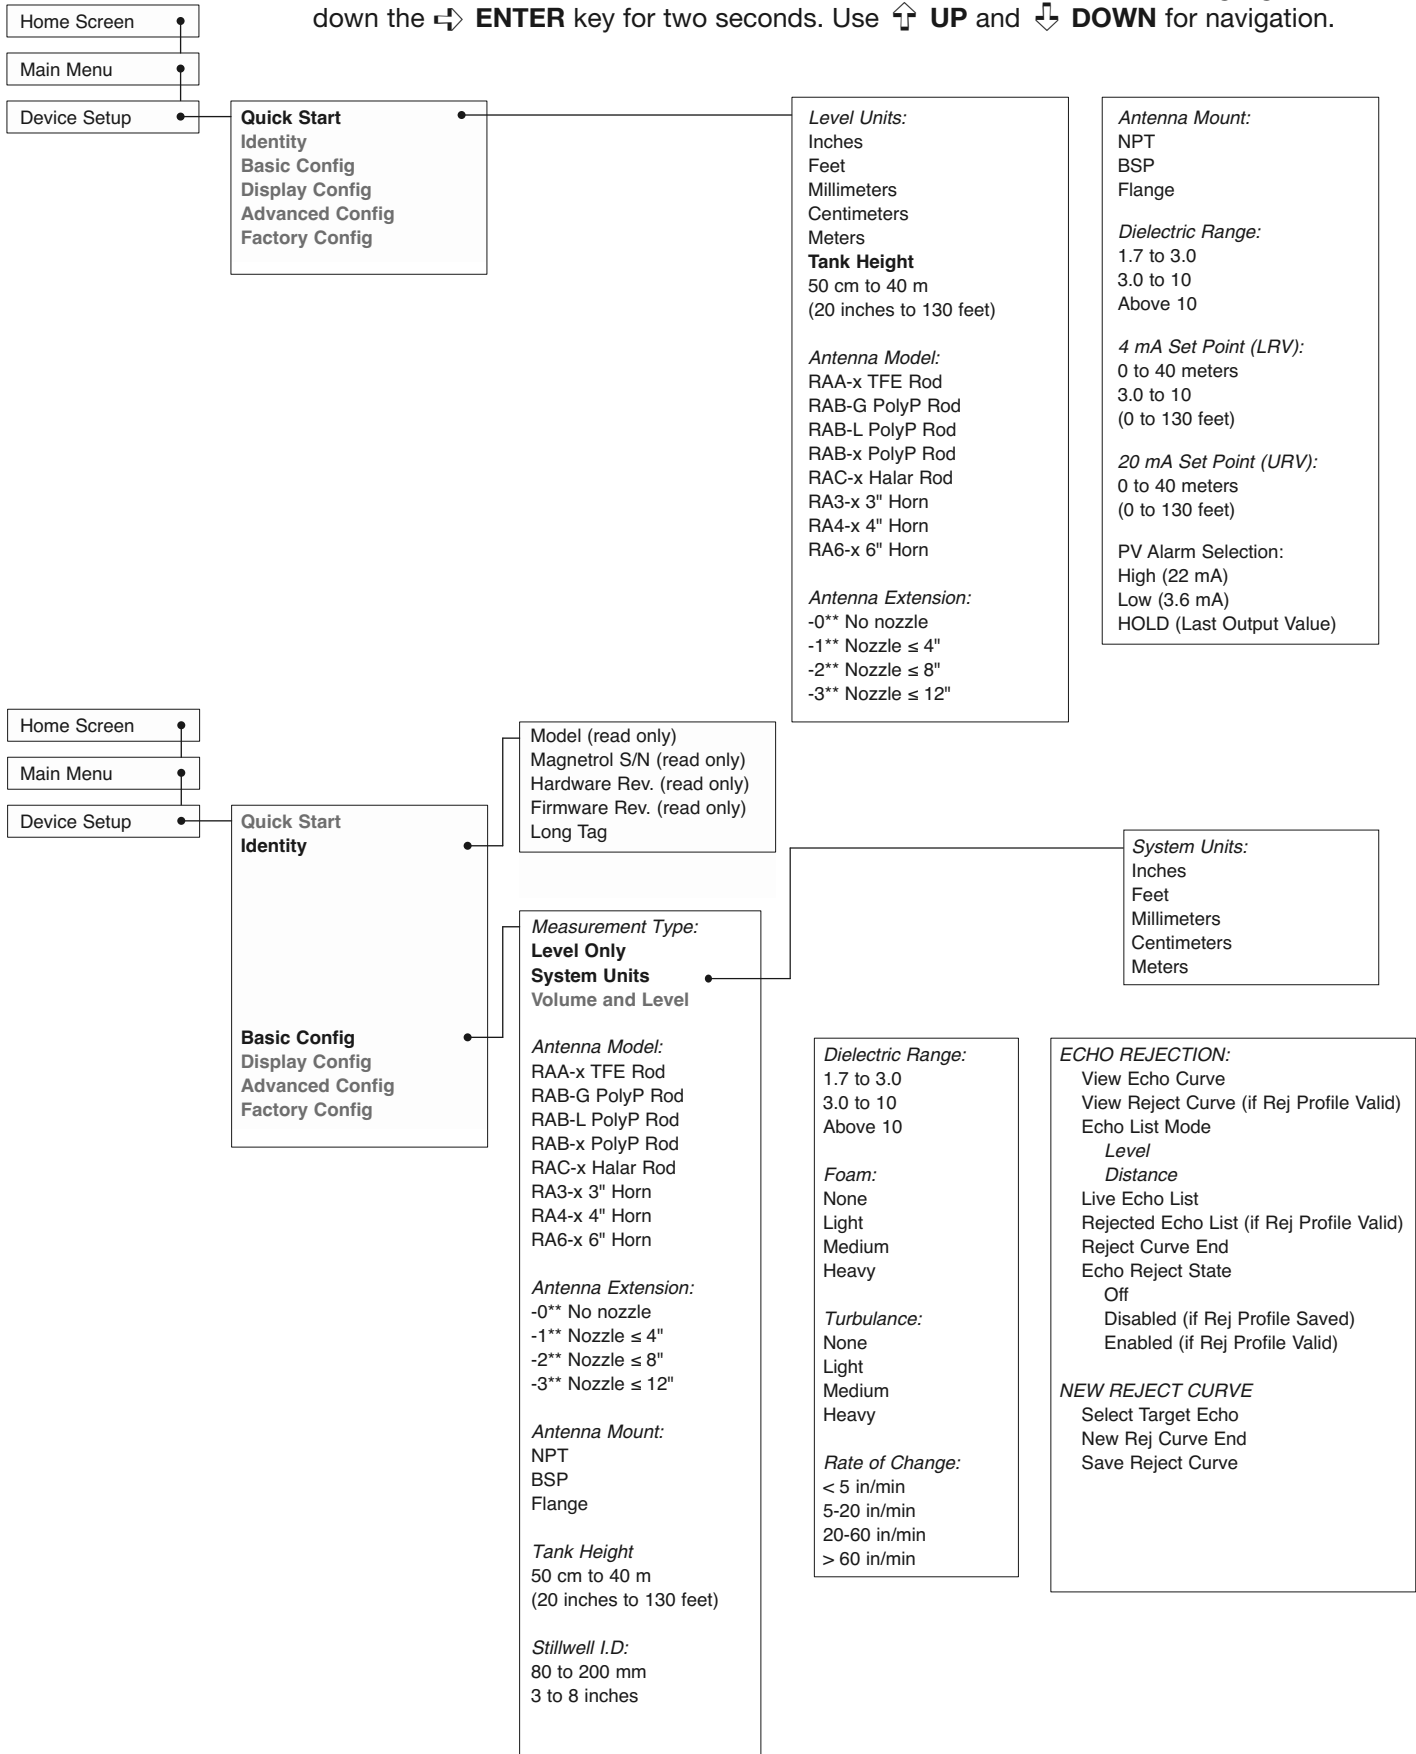 down the ENTER key for two seconds. Use UP and DOWN for navigation.
Home Screen
Main Menu
Device Setup
Quick Start
Identity
Basic Config
Display Config
Advanced Config
Factory Config
Level Units:
Inches
Feet
Millimeters
Centimeters
Meters
Tank Height
50 cm to 40 m
(20 inches to 130 feet)
Antenna Model:
RAA-x TFE Rod
RAB-G PolyP Rod
RAB-L PolyP Rod
RAB-x PolyP Rod
RAC-x Halar Rod
RA3-x 3" Horn
RA4-x 4" Horn
RA6-x 6" Horn
Antenna Extension:
-0** No nozzle
-1** Nozzle ≤ 4"
-2** Nozzle ≤ 8"
-3** Nozzle ≤ 12"
Antenna Mount:
NPT
BSP
Flange
Dielectric Range:
1.7 to 3.0
3.0 to 10
Above 10
4 mA Set Point (LRV):
0 to 40 meters
3.0 to 10
(0 to 130 feet)
20 mA Set Point (URV):
0 to 40 meters
(0 to 130 feet)
PV Alarm Selection:
High (22 mA)
Low (3.6 mA)
HOLD (Last Output Value)
Home Screen
Main Menu
Device Setup
Quick Start
Identity
Basic Config
Display Config
Advanced Config
Factory Config
Model (read only)
Magnetrol S/N (read only)
Hardware Rev. (read only)
Firmware Rev. (read only)
Long Tag
Measurement Type:
Level Only
System Units
Volume and Level
Antenna Model:
RAA-x TFE Rod
RAB-G PolyP Rod
RAB-L PolyP Rod
RAB-x PolyP Rod
RAC-x Halar Rod
RA3-x 3" Horn
RA4-x 4" Horn
RA6-x 6" Horn
Antenna Extension:
-0** No nozzle
-1** Nozzle ≤ 4"
-2** Nozzle ≤ 8"
-3** Nozzle ≤ 12"
Antenna Mount:
NPT
BSP
Flange
Tank Height
50 cm to 40 m
(20 inches to 130 feet)
Stillwell I.D:
80 to 200 mm
3 to 8 inches
System Units:
Inches
Feet
Millimeters
Centimeters
Meters
Dielectric Range:
1.7 to 3.0
3.0 to 10
Above 10
Foam:
None
Light
Medium
Heavy
Turbulance:
None
Light
Medium
Heavy
Rate of Change:
< 5 in/min
5-20 in/min
20-60 in/min
> 60 in/min
ECHO REJECTION:
View Echo Curve
View Reject Curve (if Rej Profile Valid)
Echo List Mode
Level
Distance
Live Echo List
Rejected Echo List (if Rej Profile Valid)
Reject Curve End
Echo Reject State
Off
Disabled (if Rej Profile Saved)
Enabled (if Rej Profile Valid)
NEW REJECT CURVE
Select Target Echo
New Rej Curve End
Save Reject Curve